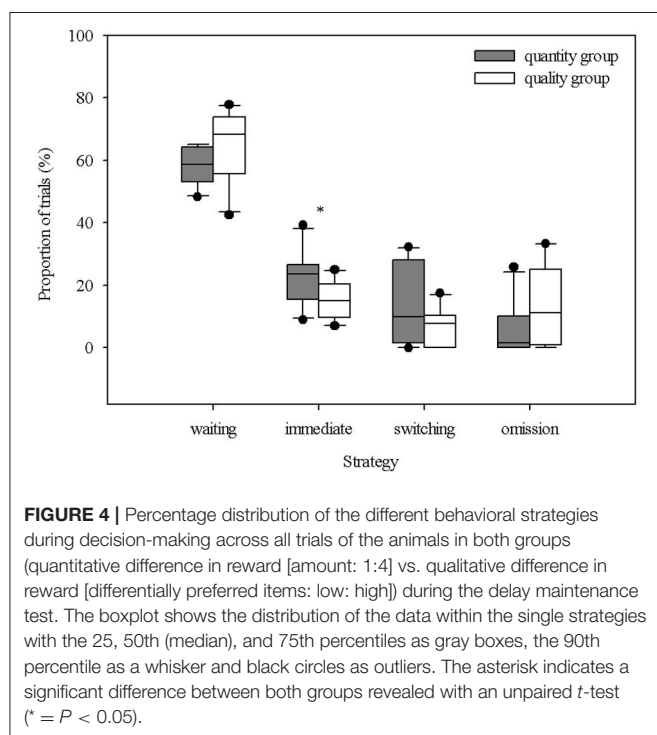 100
80
60
40
20
0
Proportion of trials (%)
quantity group
quality group
*
waiting immediate switching omission
Strategy
FIGURE 4 | Percentage distribution of the different behavioral strategies
during decision-making across all trials of the animals in both groups
(quantitative difference in reward [amount: 1:4] vs. qualitative difference in
reward [differentially preferred items: low: high]) during the delay maintenance
test. The boxplot shows the distribution of the data within the single strategies
with the 25, 50th (median), and 75th percentiles as gray boxes, the 90th
percentile as a whisker and black circles as outliers. The asterisk indicates a
significant difference between both groups revealed with an unpaired t-test
(* = P < 0.05).